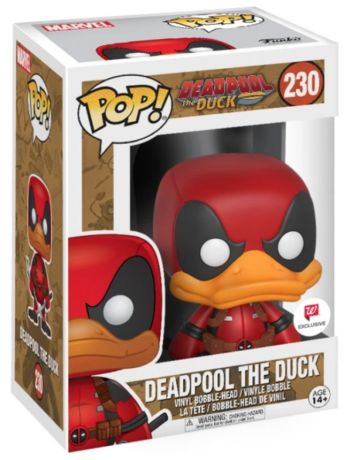 MARVEL
Funko
POP!
DEADPOOL
the DUCK
230
POP!
W
EXCLUSIVE
DEADPOOL THE DUCK
230
DEADPOOL THE DUCK
VINYL BOBBLE-HEAD / VINYLE BOBBLE
LA TÊTE / BOBBLE-HEAD DE VINIL
AGE
14+
WARNING: